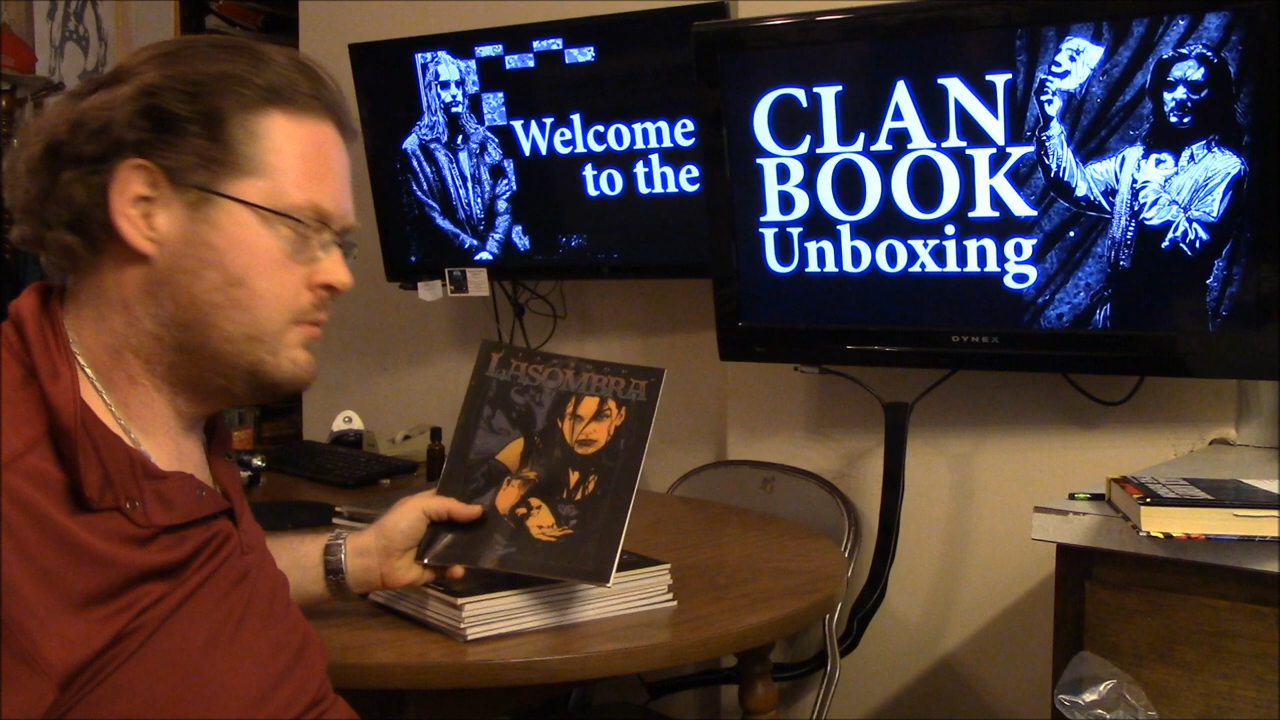 Welcome
to the
CLAN
BOOK
Unboxing
DYNEX
LASOMBRA